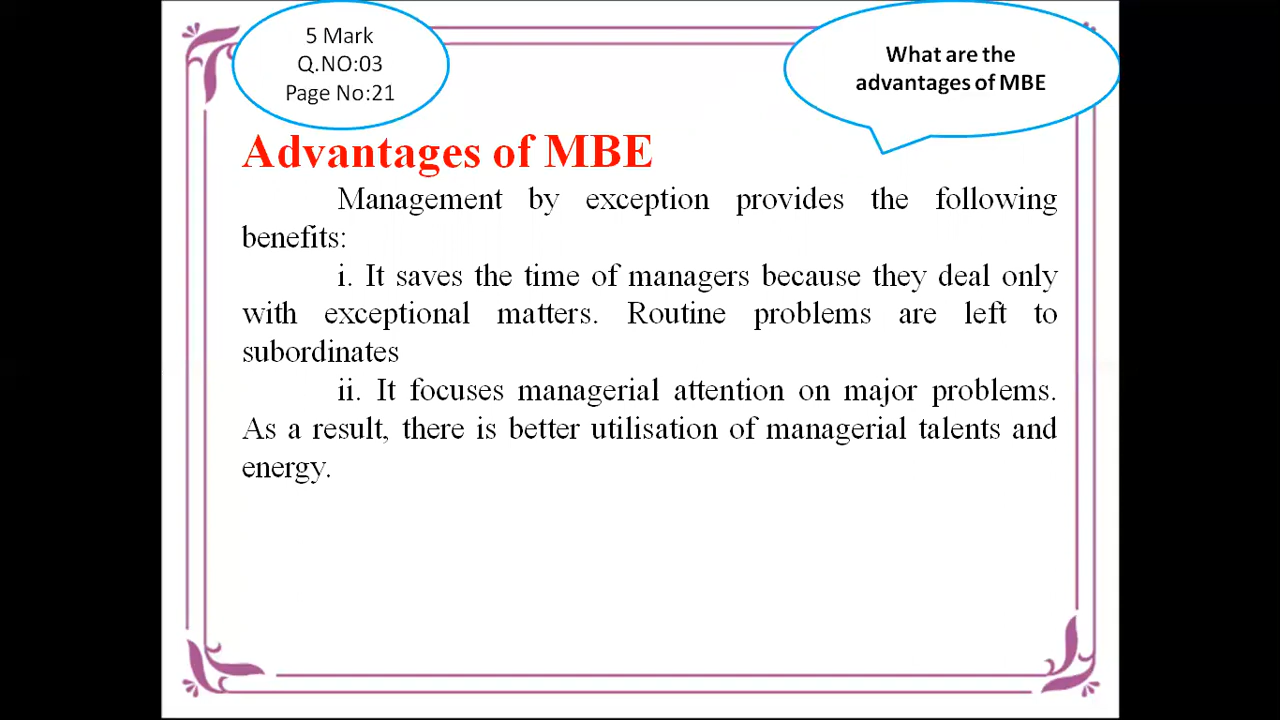 5 Mark
Q.NO:03
Page No:21
What are the
advantages of MBE
Advantages of MBE
Management by exception provides the following
benefits:
i. It saves the time of managers because they deal only
with exceptional matters. Routine problems are left to
subordinates
ii. It focuses managerial attention on major problems.
As a result, there is better utilisation of managerial talents and
energy.